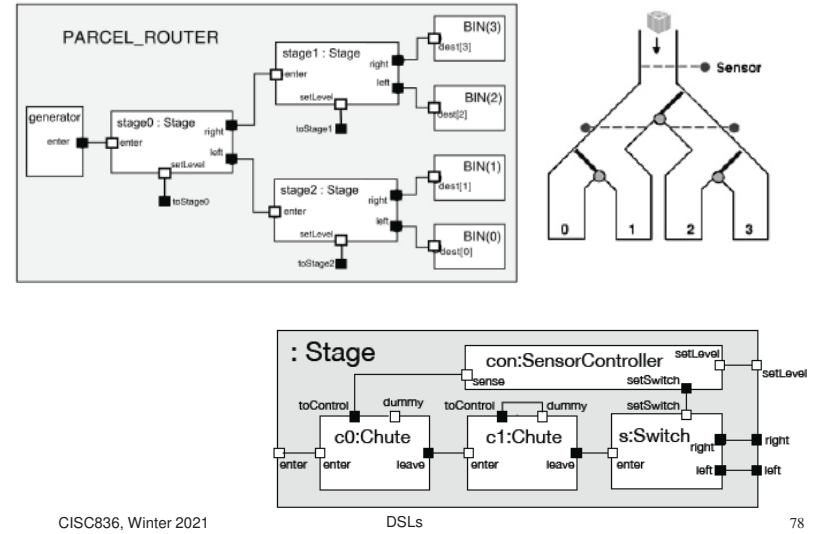 PARCEL_ROUTER
generator
enter
stage0 : Stage
enter
right
left
setLevel
toStage0
stage1 : Stage
enter
right
left
setLevel
toStage1
stage2 : Stage
enter
right
left
setLevel
toStage2
BIN(3)
dest[3]
BIN(2)
dest[2]
BIN(1)
dest[1]
BIN(0)
dest[0]
Sensor
0 1 2 3
: Stage
con:SensorController
setLevel
setLevel
sense
setSwitch
toControl
dummy
toControl
dummy
setSwitch
c0:Chute
c1:Chute
s:Switch
right
right
enter
enter
leave
enter
leave
enter
left
left
CISC836, Winter 2021
DSLs
78